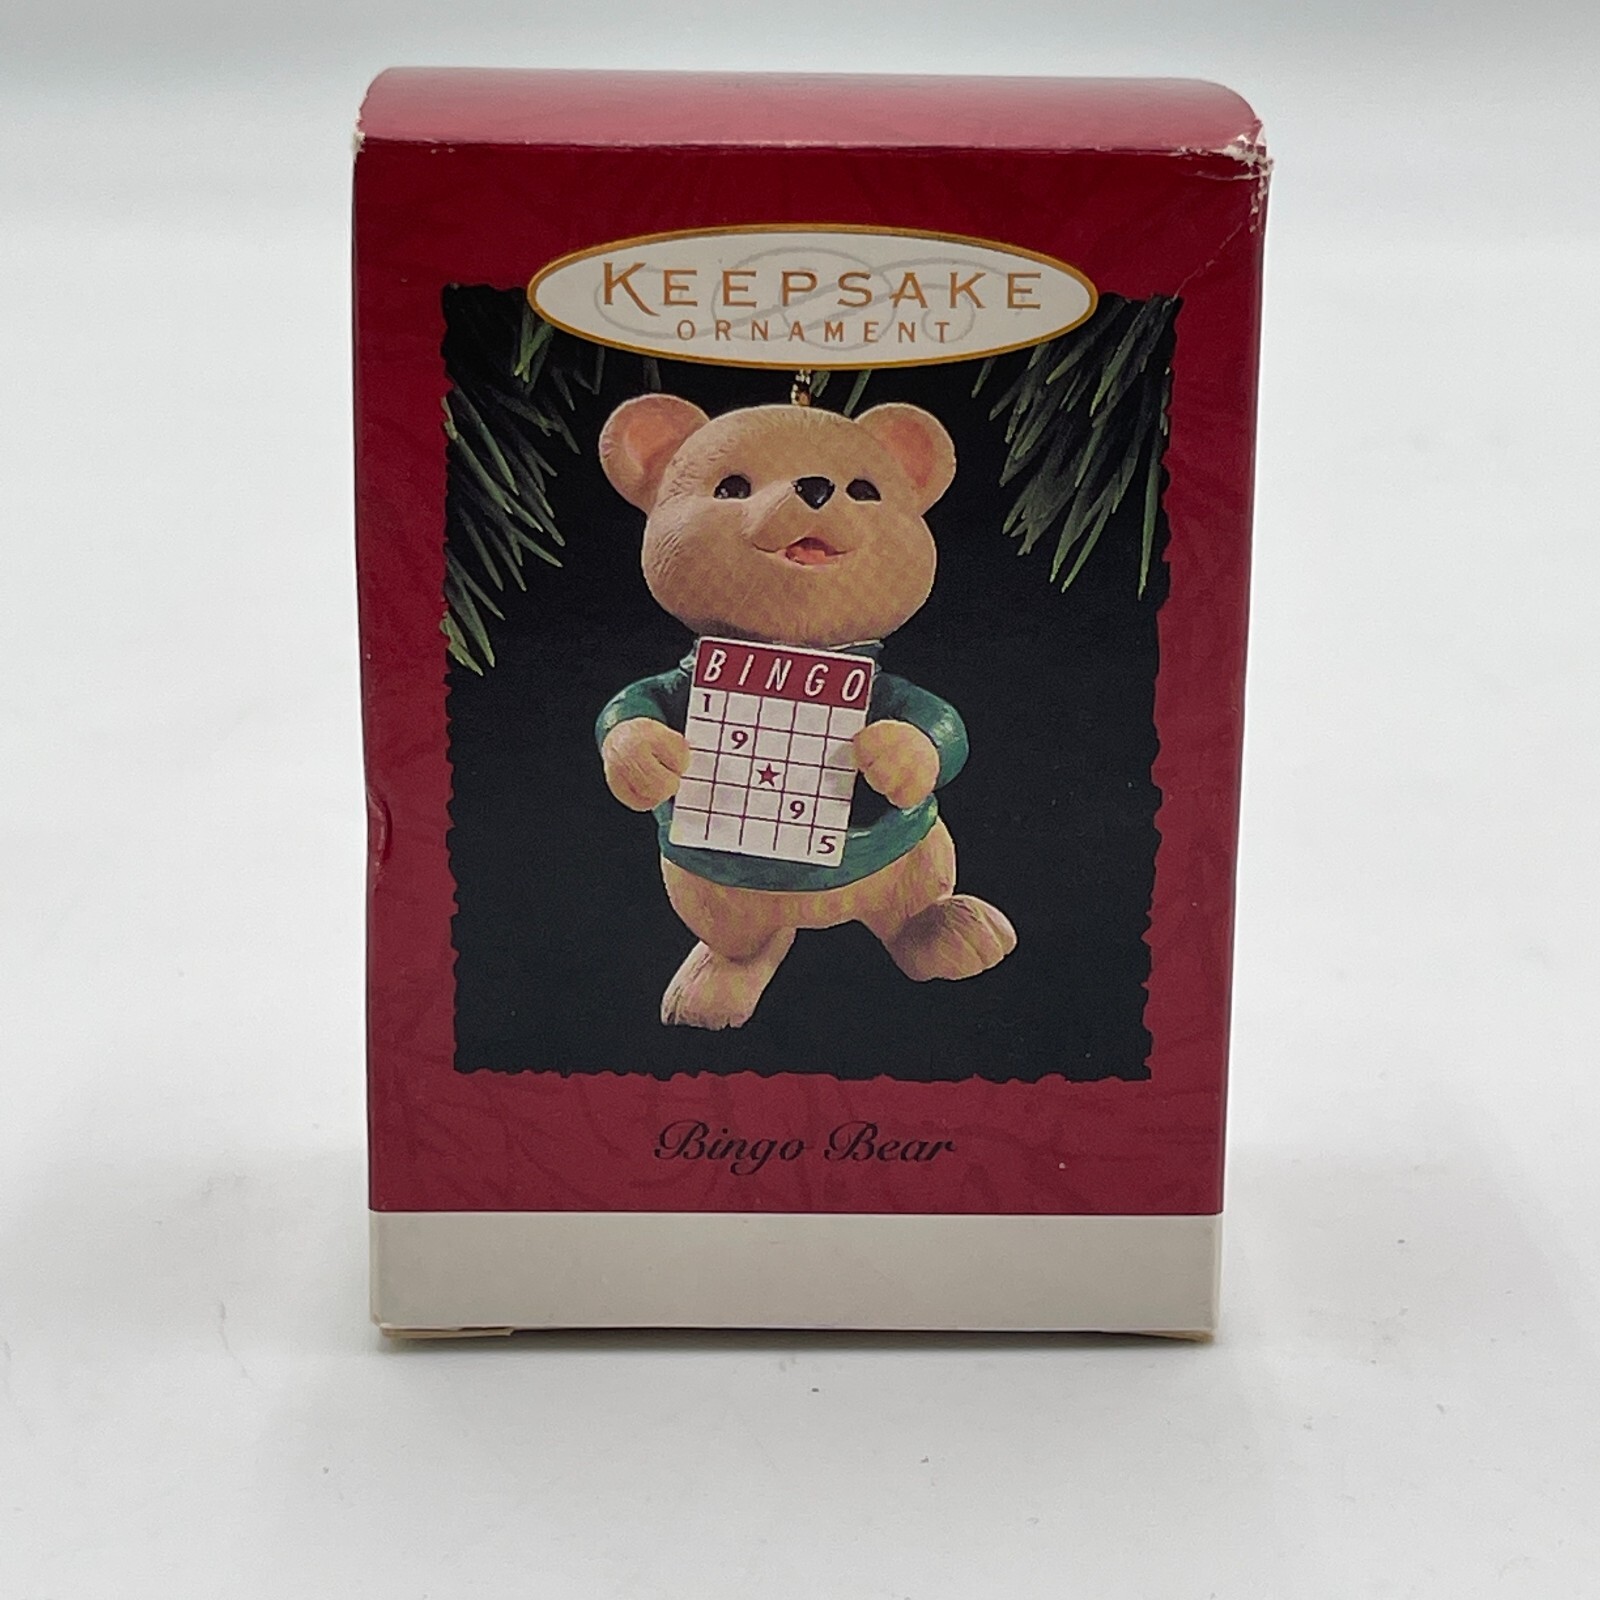 KEEPSAKE
ORNAMENT
BINGO
1
9
9
5
Bingo Bear